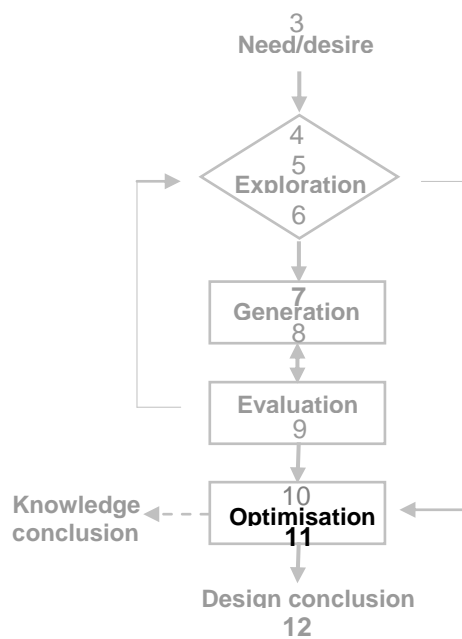 3
Need/desire
4
5
Exploration
6
7
Generation
8
Evaluation
9
10
Optimisation
11
Knowledge
conclusion
Design conclusion
12